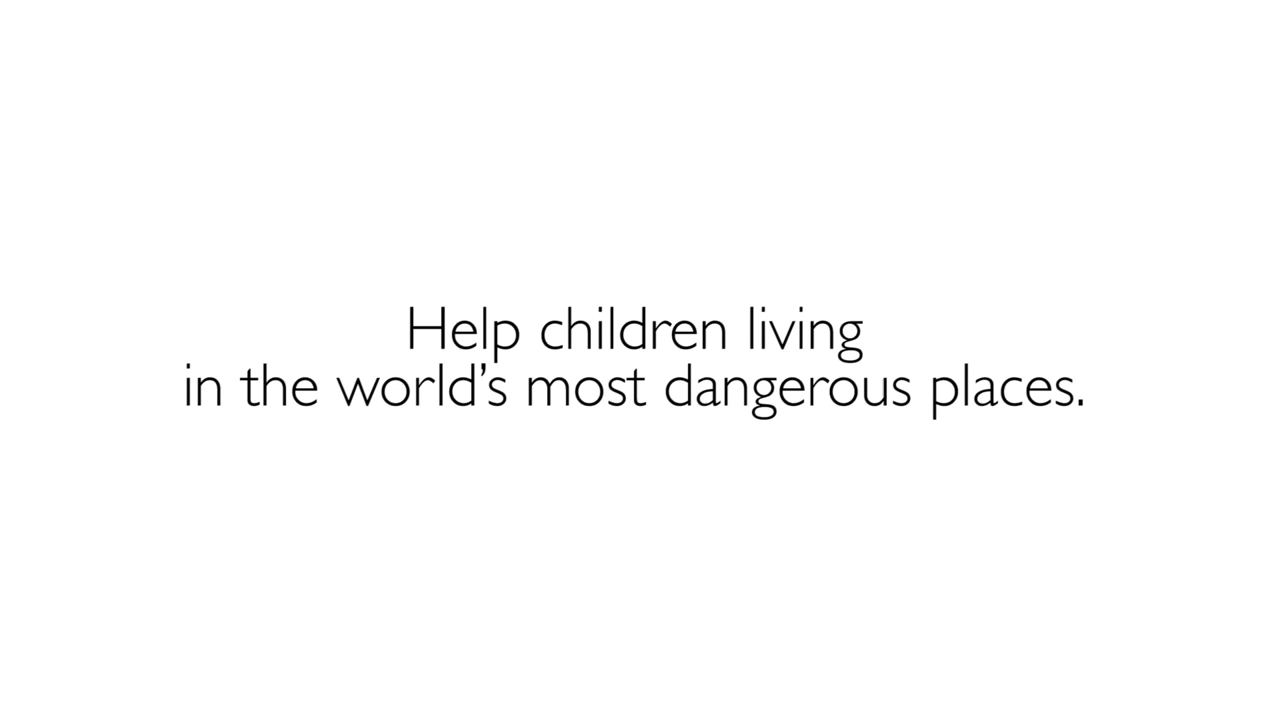 Help children living
in the world’s most dangerous places.